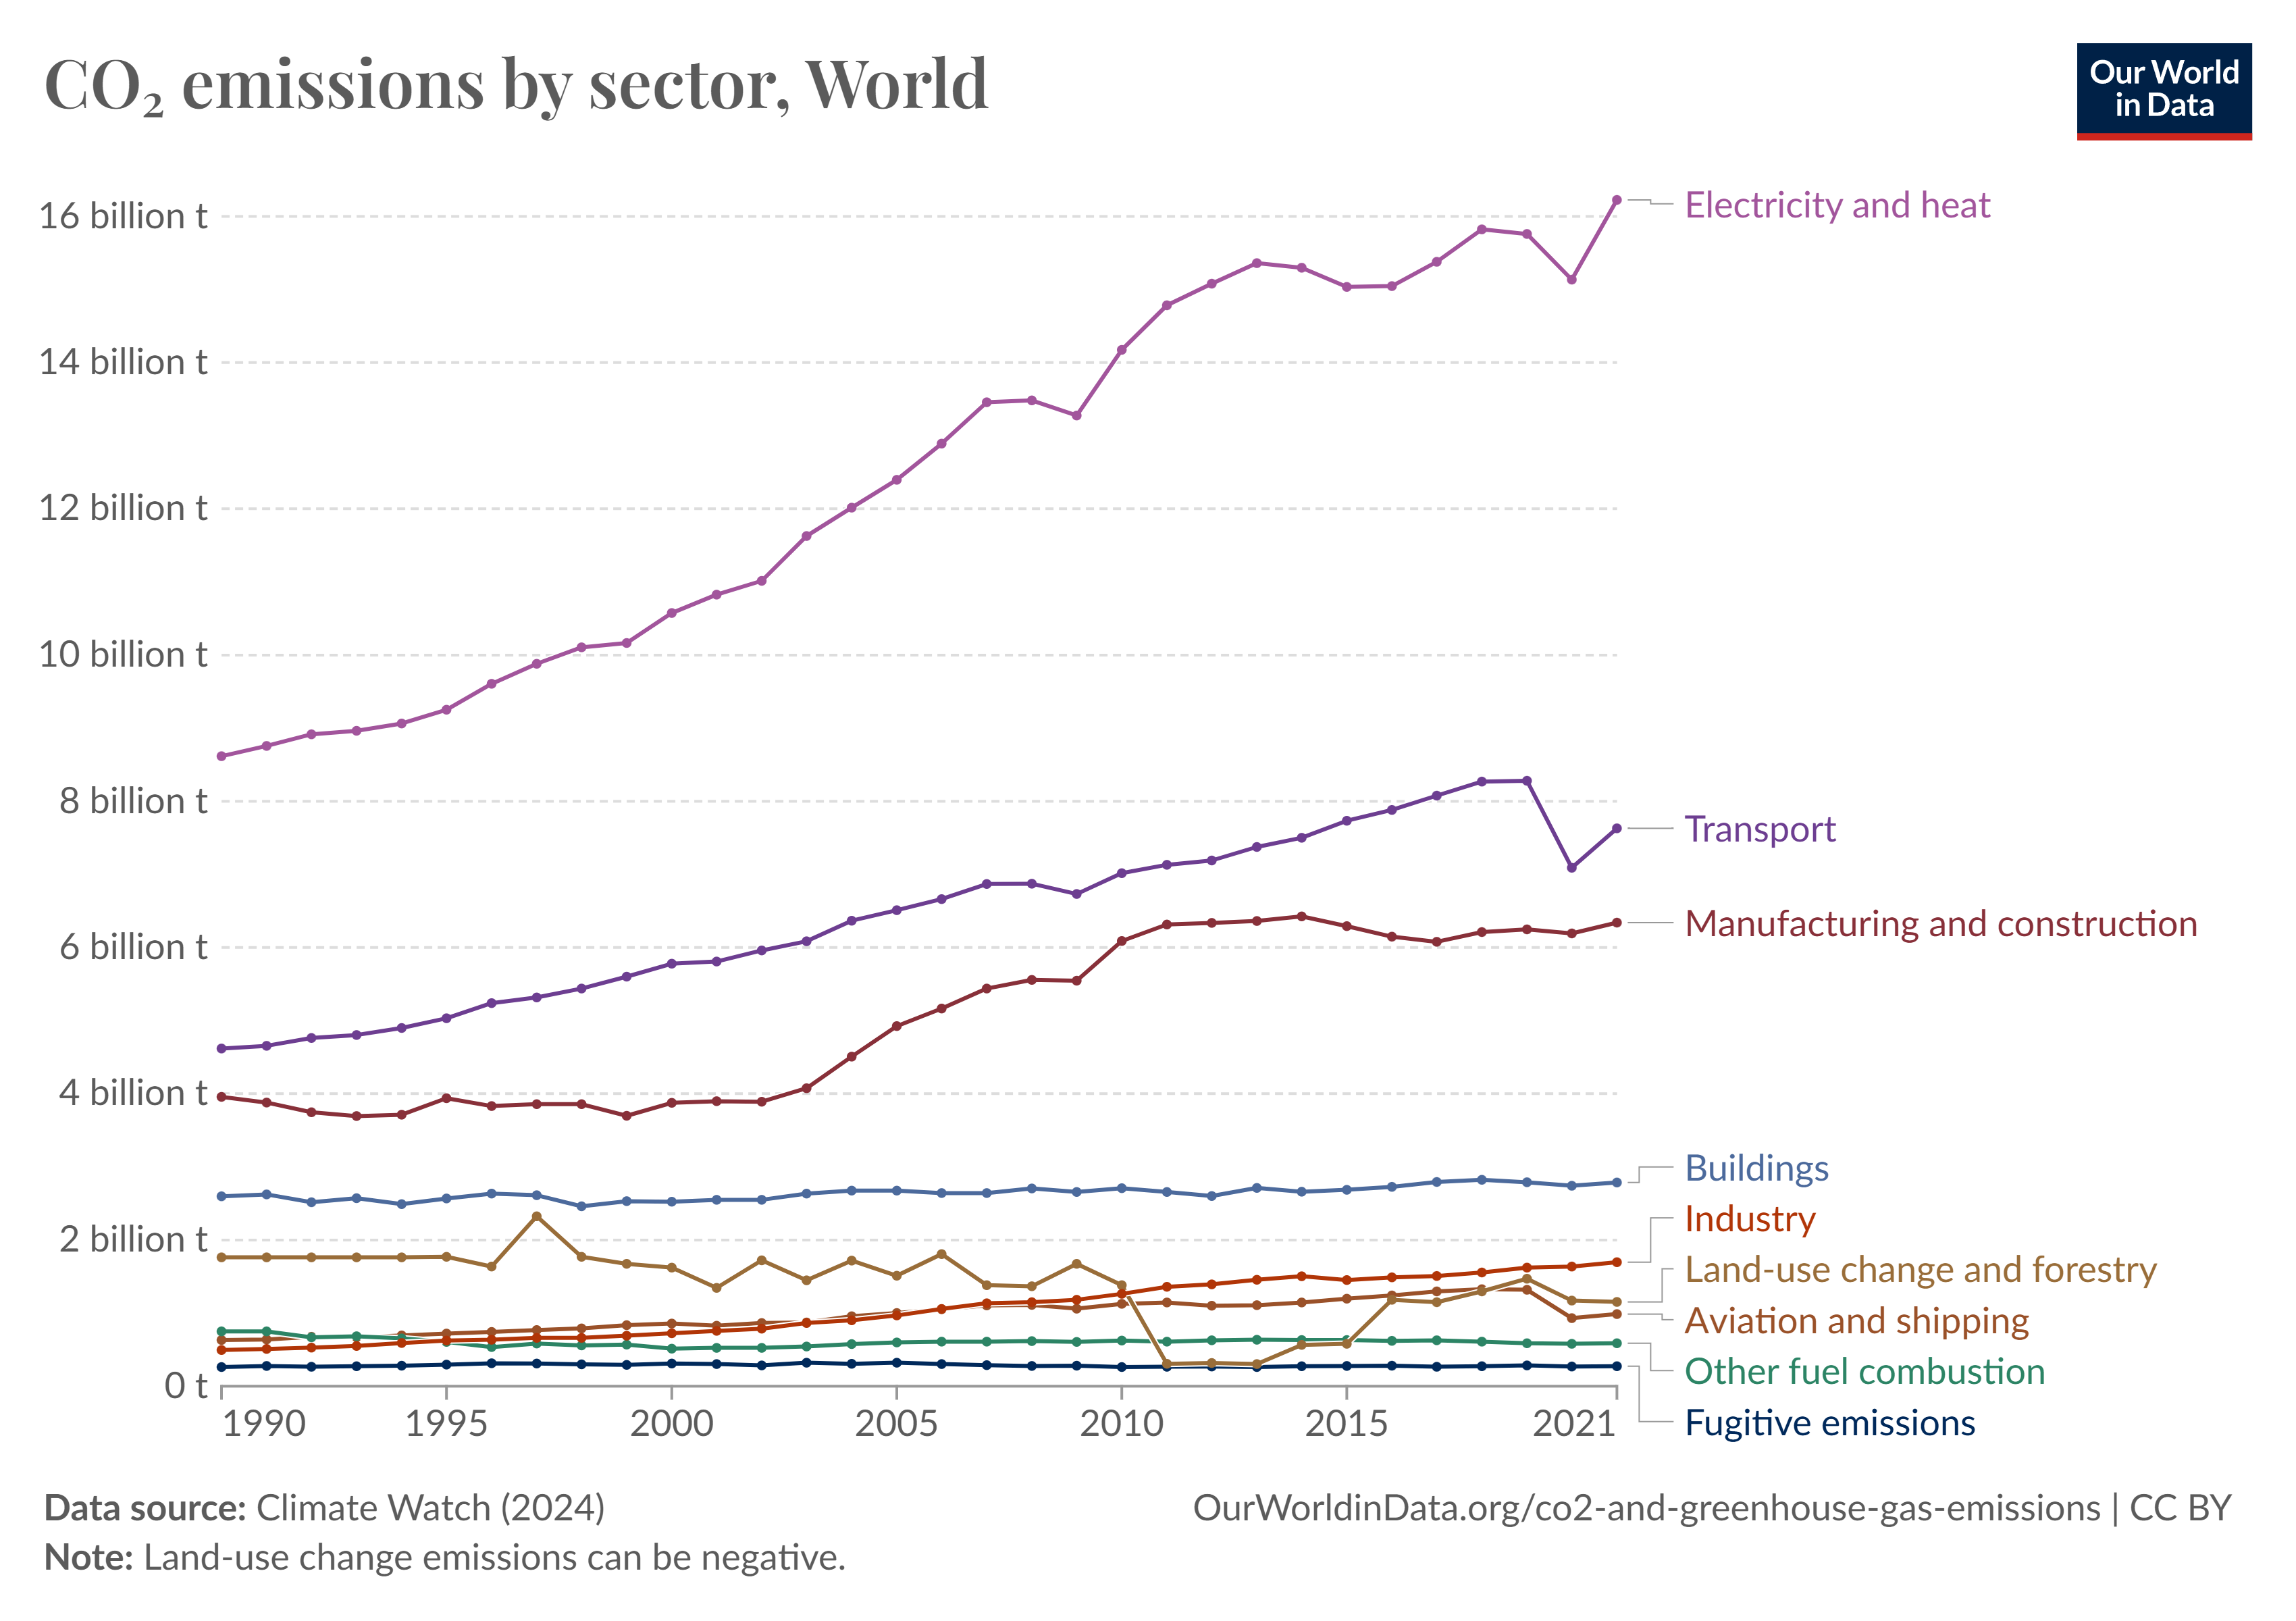 CO₂ emissions by sector, World
Our World
in Data
16 billion t
14 billion t
12 billion t
10 billion t
8 billion t
6 billion t
4 billion t
2 billion t
0 t
Electricity and heat
Transport
Manufacturing and construction
Buildings
Industry
Land-use change and forestry
Aviation and shipping
Other fuel combustion
Fugitive emissions
1990 1995 2000 2005 2010 2015 2021
Data source: Climate Watch (2024)
OurWorldinData.org/co2-and-greenhouse-gas-emissions | CC BY
Note: Land-use change emissions can be negative.